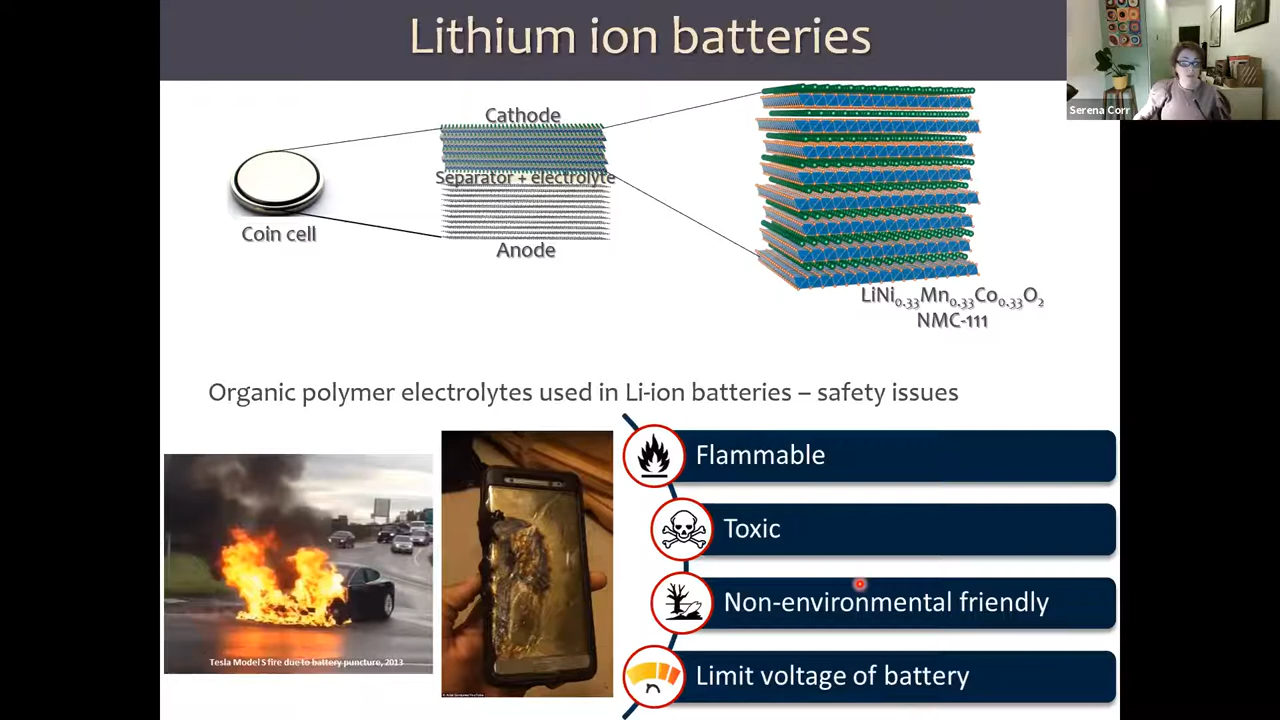 Lithium ion batteries
Serena Corr
Cathode
Separator + electrolyte
Coin cell
Anode
LiNi0.33Mn0.33Co0.33O2
NMC-111
Organic polymer electrolytes used in Li-ion batteries – safety issues
Flammable
Toxic
Non-environmental friendly
Limit voltage of battery
Tesla Model S fire due to battery puncture, 2013